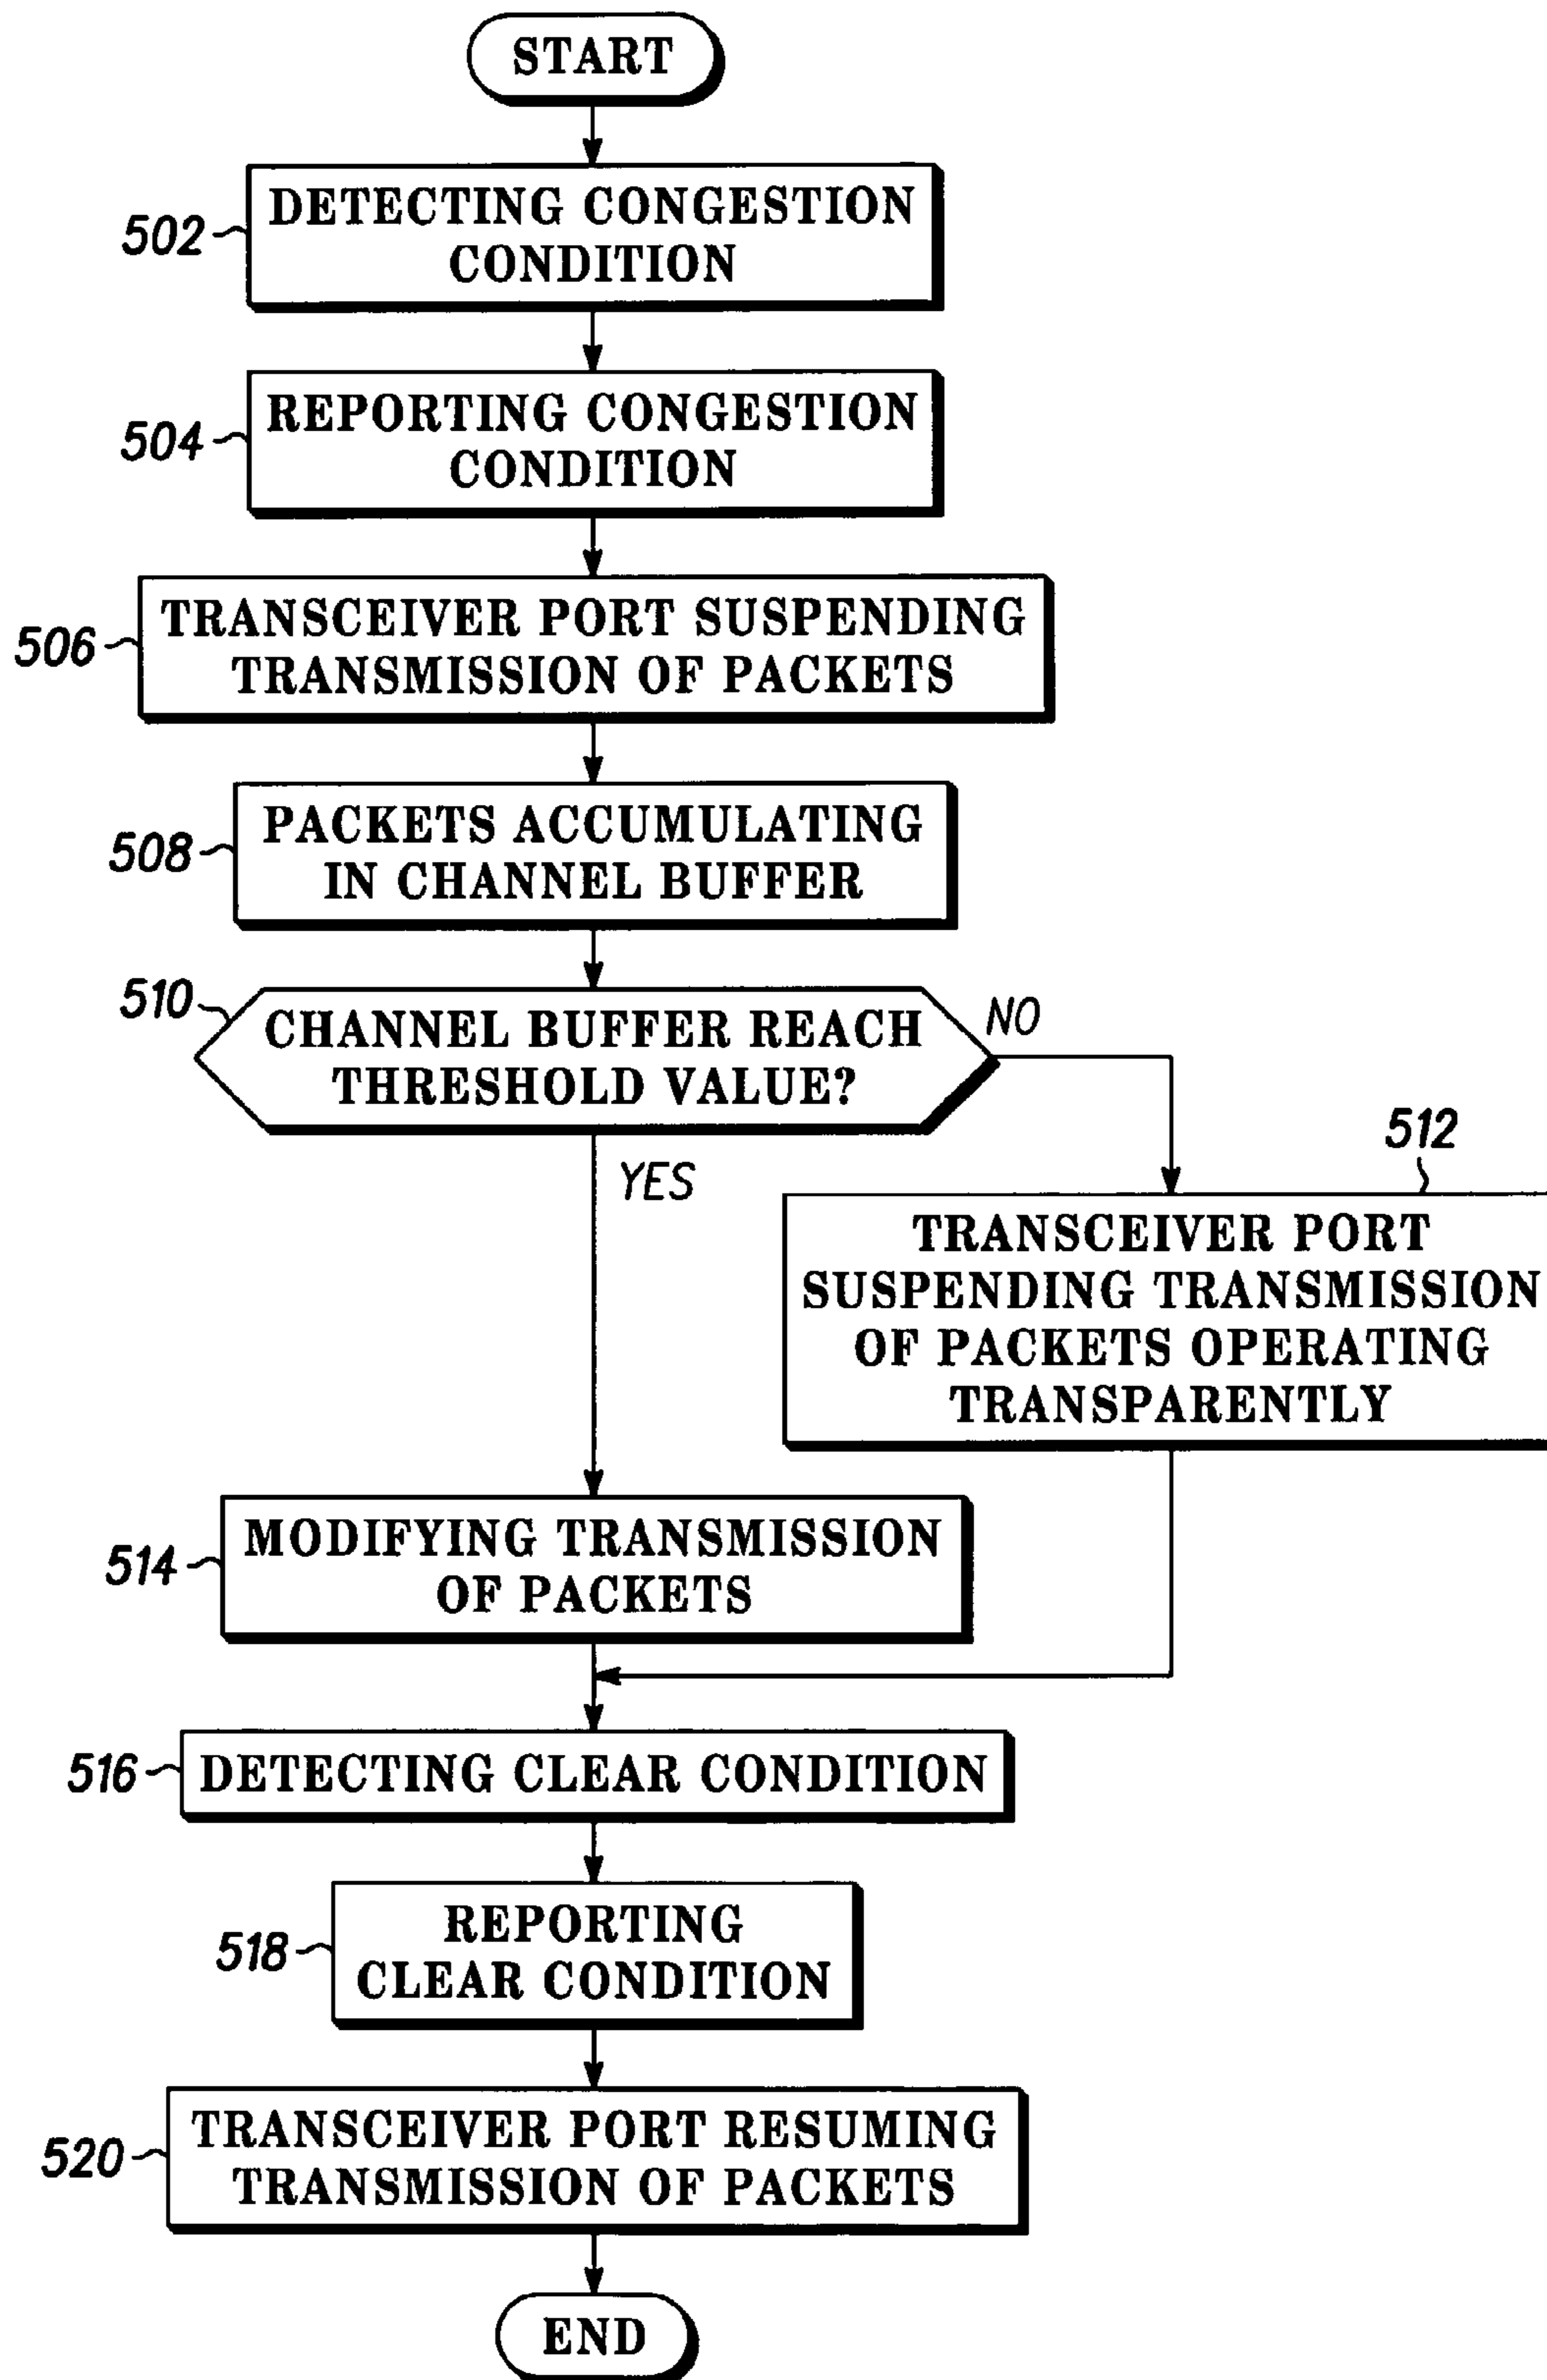 START
502
DETECTING CONGESTION
CONDITION
504
REPORTING CONGESTION
CONDITION
506
TRANSCEIVER PORT SUSPENDING
TRANSMISSION OF PACKETS
508
PACKETS ACCUMULATING
IN CHANNEL BUFFER
510
CHANNEL BUFFER REACH
THRESHOLD VALUE?
NO
YES
512
TRANSCEIVER PORT
SUSPENDING TRANSMISSION
OF PACKETS OPERATING
TRANSPARENTLY
514
MODIFYING TRANSMISSION
OF PACKETS
516
DETECTING CLEAR CONDITION
518
REPORTING
CLEAR CONDITION
520
TRANSCEIVER PORT RESUMING
TRANSMISSION OF PACKETS
END